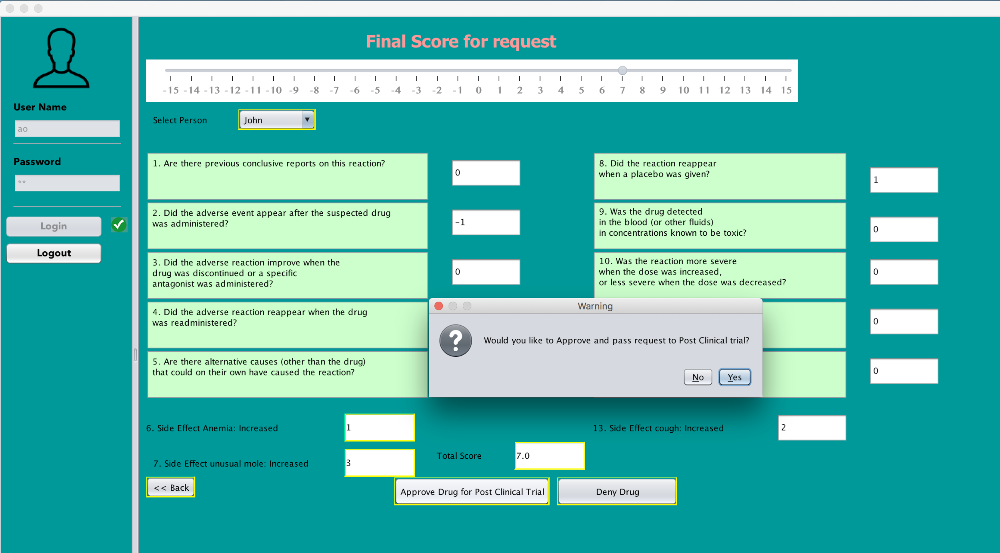 Final Score for request
-15 -14 -13 -12 -11 -10 -9 -8 -7 -6 -5 -4 -3 -2 -1 0 1 2 3 4 5 6 7 8 9 10 11 12 13 14 15
User Name
ao
Password
**
Login
Logout
Select Person
John
1. Are there previous conclusive reports on this reaction?
0
2. Did the adverse event appear after the suspected drug
was administered?
-1
3. Did the adverse reaction improve when the
drug was discontinued or a specific
antagonist was administered?
0
4. Did the adverse reaction reappear when the drug
was readministered?
5. Are there alternative causes (other than the drug)
that could on their own have caused the reaction?
8. Did the reaction reappear
when a placebo was given?
1
9. Was the drug detected
in the blood (or other fluids)
in concentrations known to be toxic?
0
10. Was the reaction more severe
when the dose was increased,
or less severe when the dose was decreased?
0
0
0
Warning
Would you like to Approve and pass request to Post Clinical trial?
No
Yes
6. Side Effect Anemia: Increased
1
13. Side Effect cough: Increased
2
7. Side Effect unusual mole: Increased
3
Total Score
7.0
<< Back
Approve Drug for Post Clinical Trial
Deny Drug